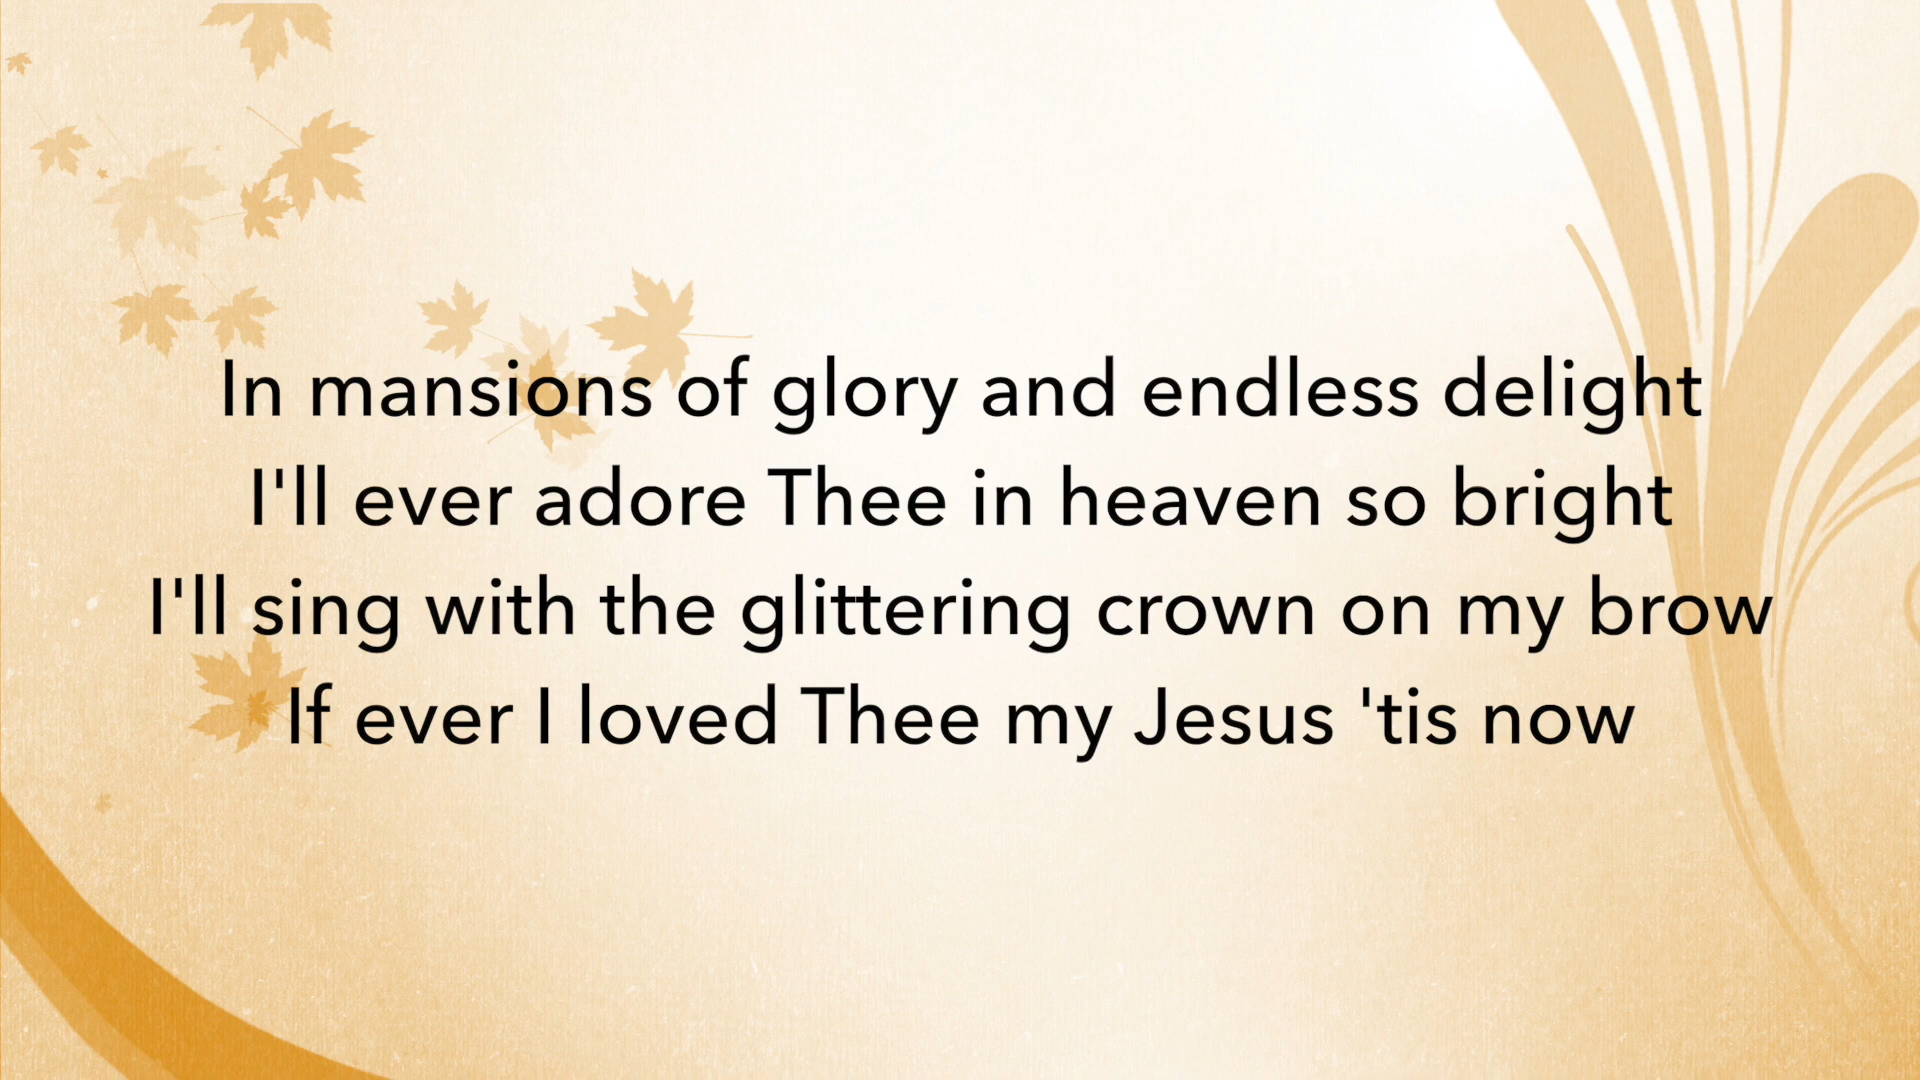 In mansions of glory and endless delight
I'll ever adore Thee in heaven so bright
I'll sing with the glittering crown on my brow
If ever I loved Thee my Jesus 'tis now